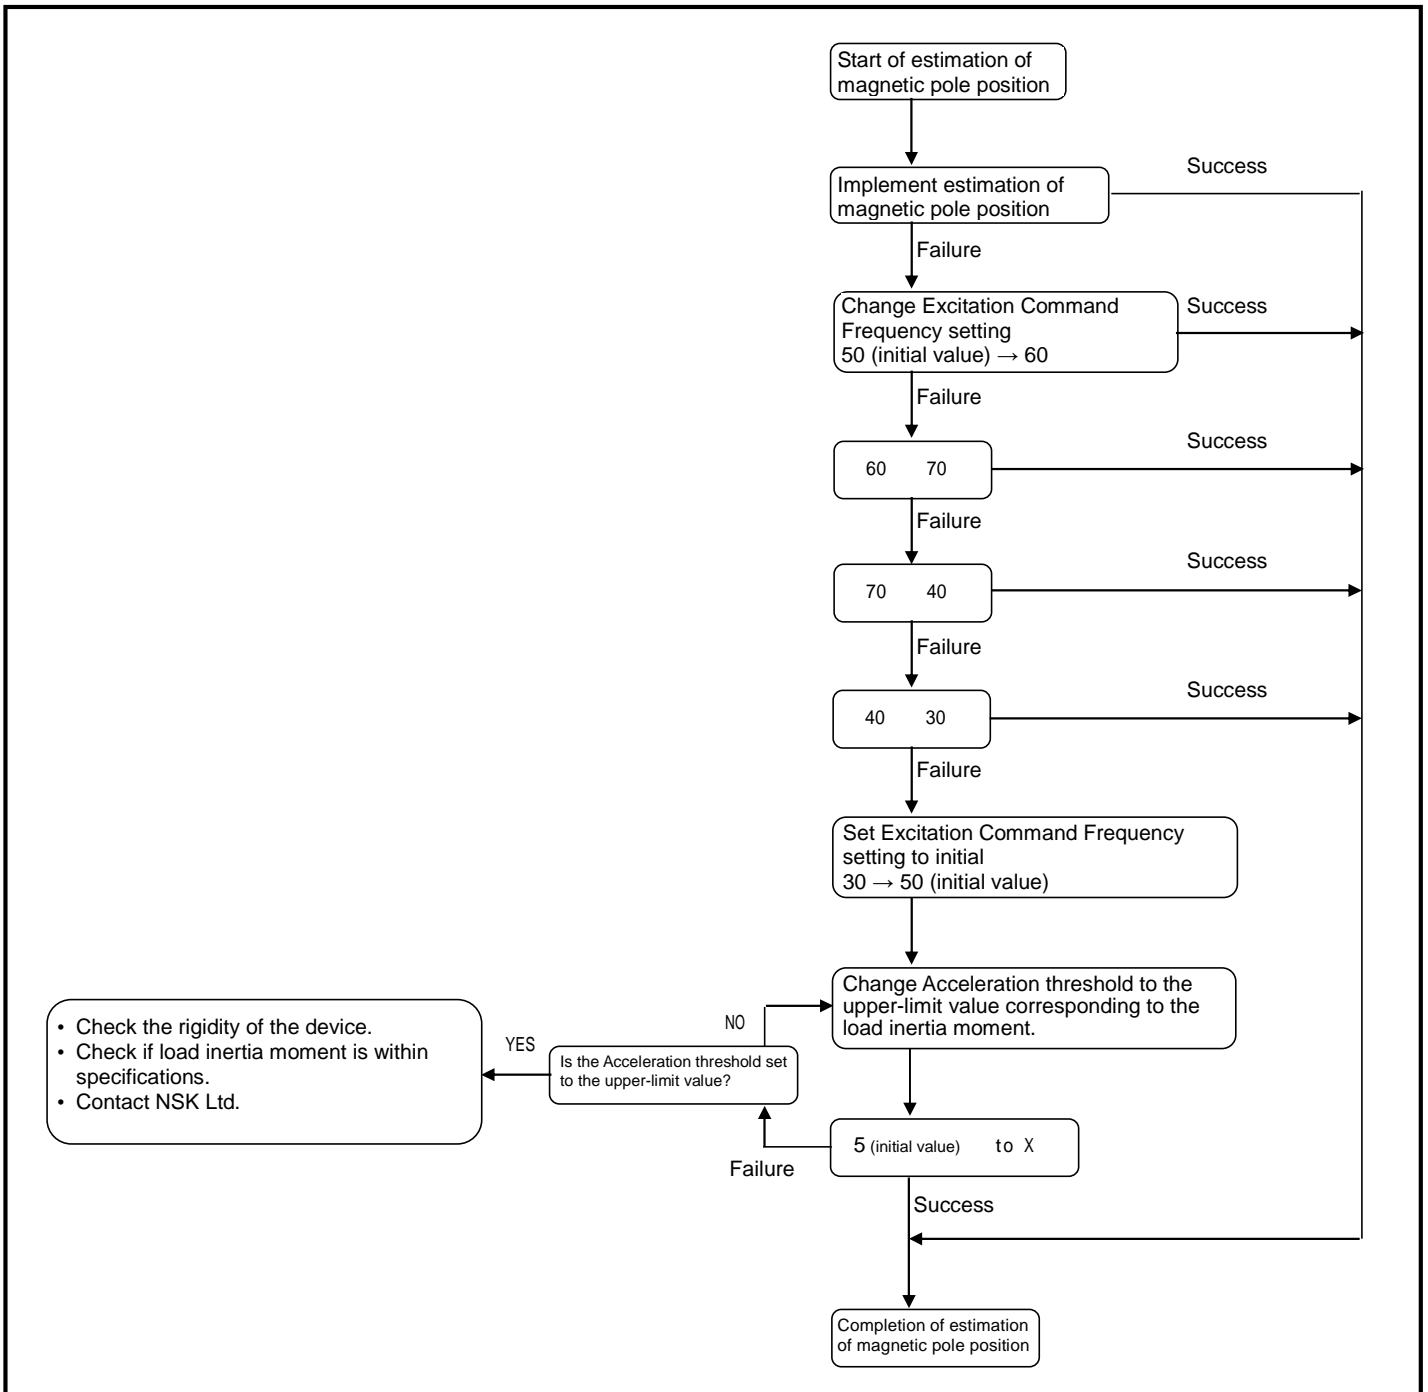 Start of estimation of
magnetic pole position
Success
Implement estimation of
magnetic pole position
Failure
Change Excitation Command
Frequency setting
50 (initial value) → 60
Success
Failure
Success
60 70
Failure
Success
70 40
Failure
Success
40 30
Failure
Set Excitation Command Frequency
setting to initial
30 → 50 (initial value)
Change Acceleration threshold to the
upper-limit value corresponding to the
load inertia moment.
NO
YES
Is the Acceleration threshold set
to the upper-limit value?
• Check the rigidity of the device.
• Check if load inertia moment is within
specifications.
• Contact NSK Ltd.
5 (initial value) to X
Failure
Success
Completion of estimation
of magnetic pole position